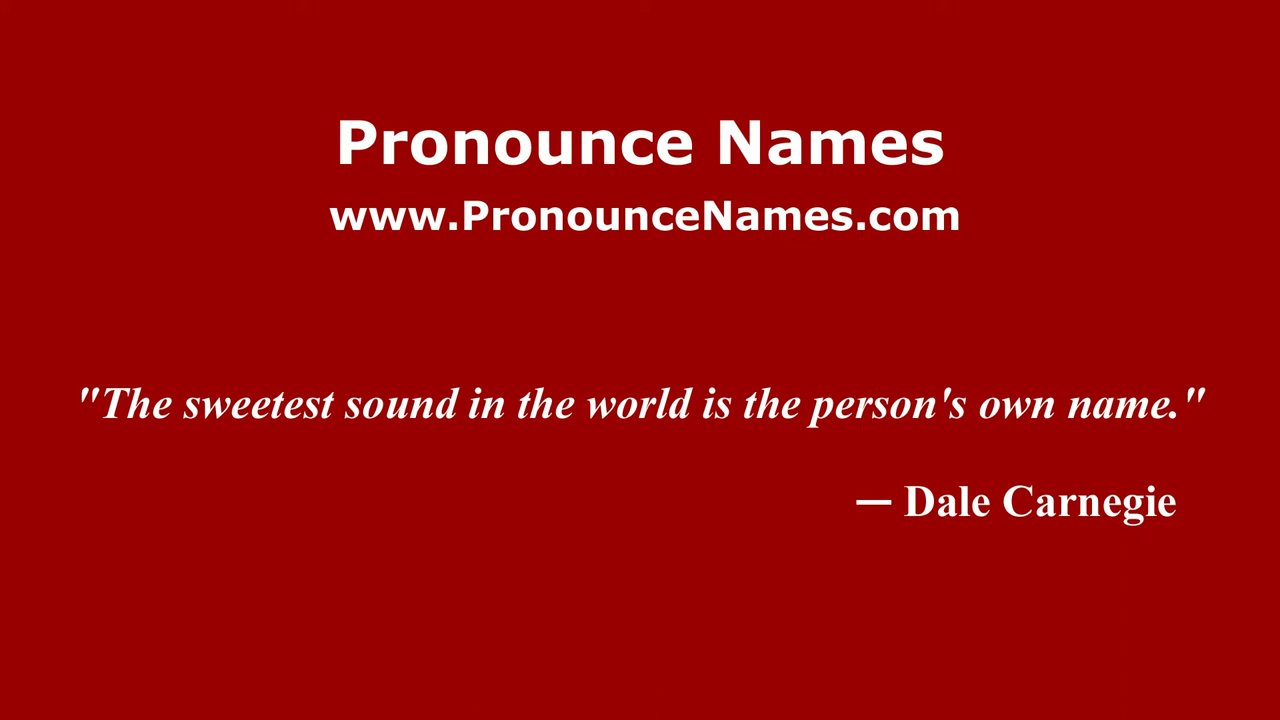 Pronounce Names
www.PronounceNames.com
"The sweetest sound in the world is the person's own name."
— Dale Carnegie